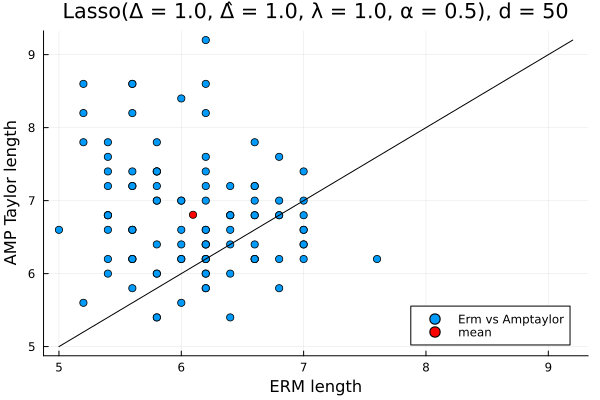 Lasso(Δ = 1.0, Δ̂ = 1.0, λ = 1.0, α = 0.5), d = 50
AMP Taylor length
9
8
7
6
5
5 6 7 8 9
ERM length
Erm vs Amptaylor
mean